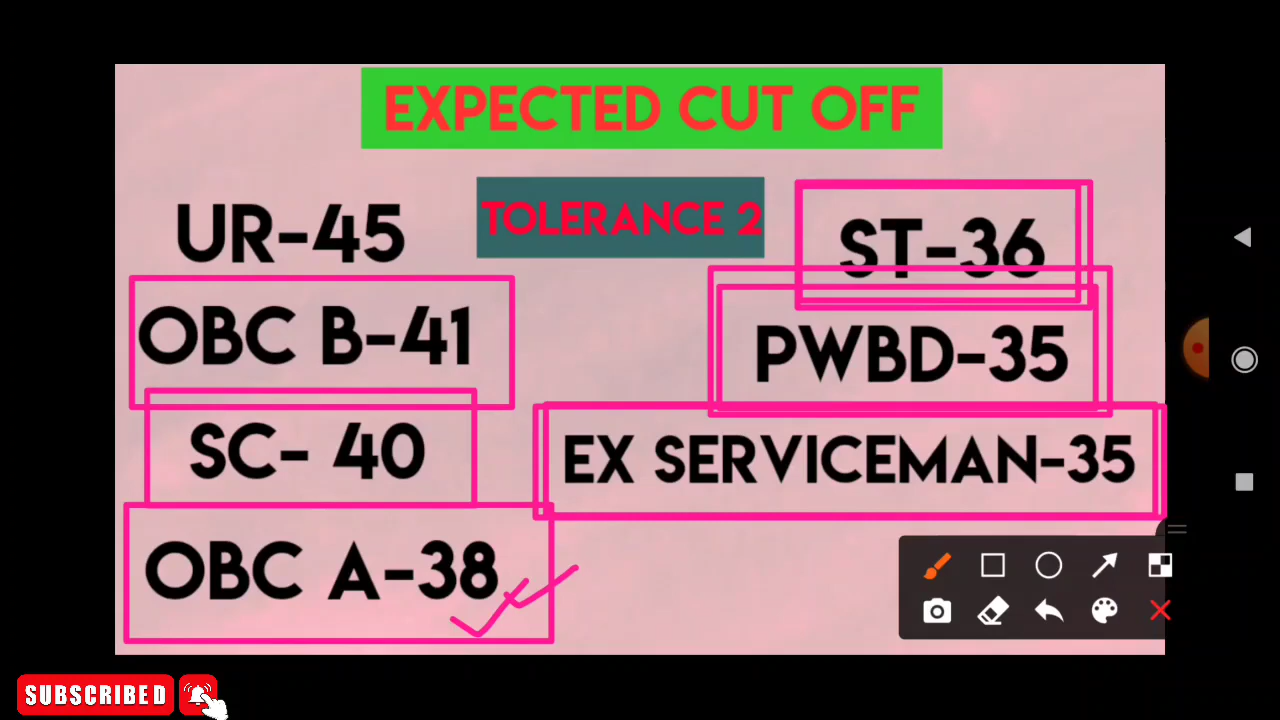 EXPECTED CUT OFF
TOLERANCE 2
UR-45
OBC B-41
SC- 40
OBC A-38
ST-36
PWBD-35
EX SERVICEMAN-35
SUBSCRIBED